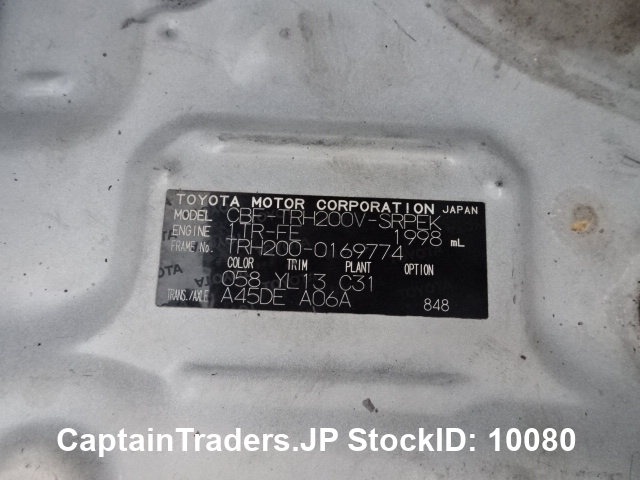 TOYOTA MOTOR CORPORATION JAPAN
MODEL CBF-TRH200V-SRPEK
ENGINE 1TR-FE 1998 mL
FRAME No. TRH200-0169774
COLOR TRIM PLANT OPTION
058 YL13 C31
TRANS./AXLE A45DE A06A 848
CaptainTraders.JP StockID: 10080